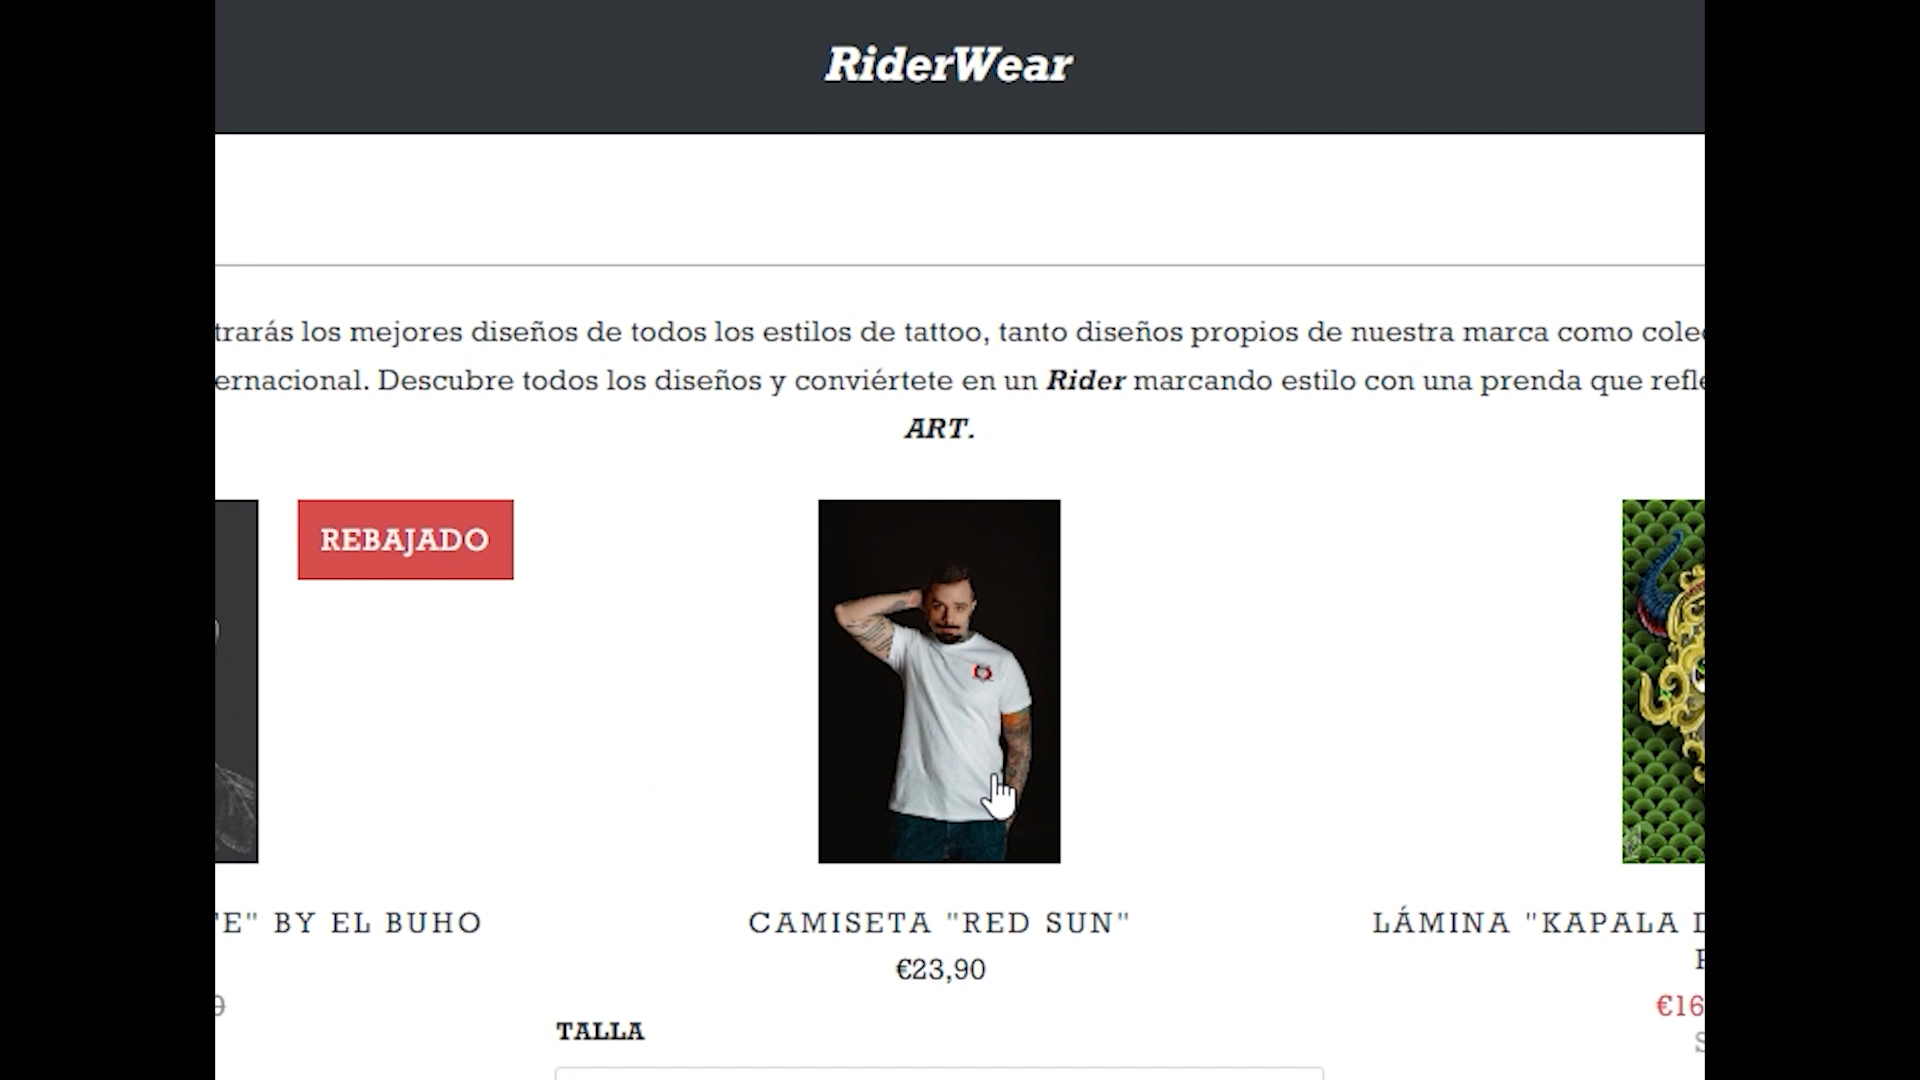 RiderWear
trarás los mejores diseños de todos los estilos de tattoo, tanto diseños propios de nuestra marca como cole
ernacional. Descubre todos los diseños y conviértete en un Rider marcando estilo con una prenda que refle
ART.
REBAJADO
E" BY EL BUHO
CAMISETA "RED SUN"
LÁMINA "KAPALA
€23,90
€16
TALLA